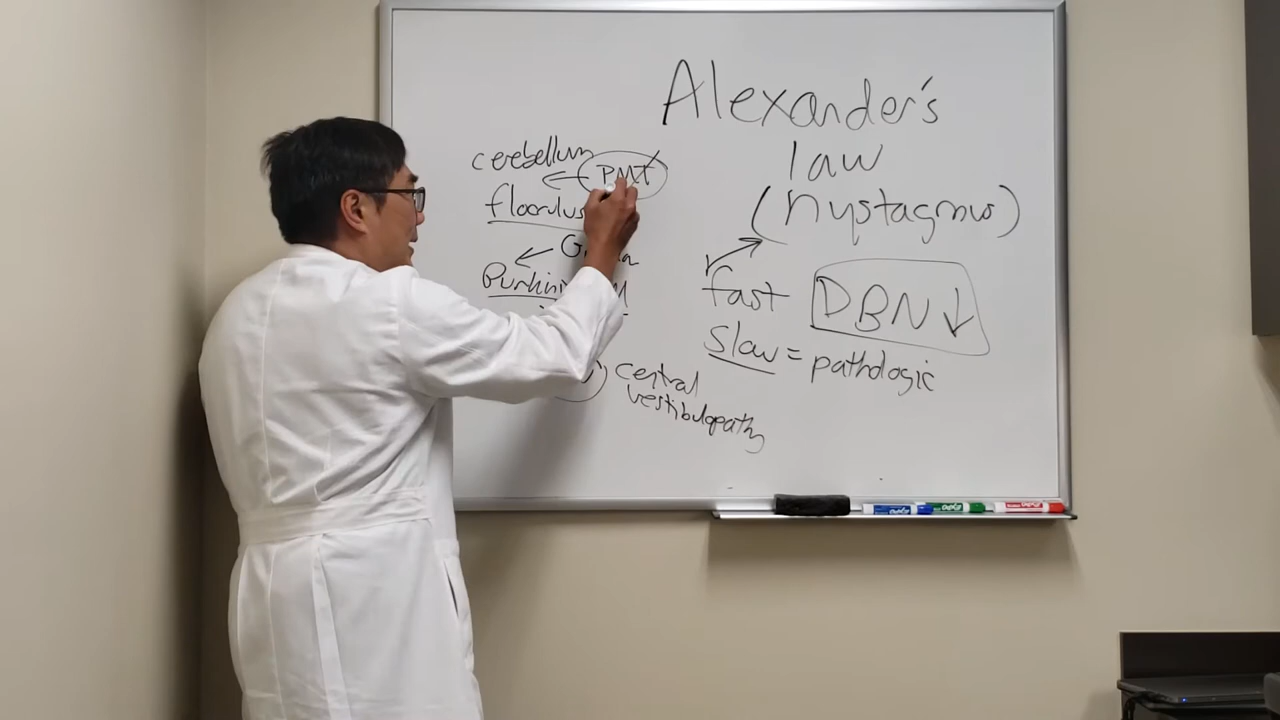 Alexander's
law
(nystagmus)
fast
DBN↓
slow = pathologic
cerebellum
PMT
flocculus
central
vestibulopathy